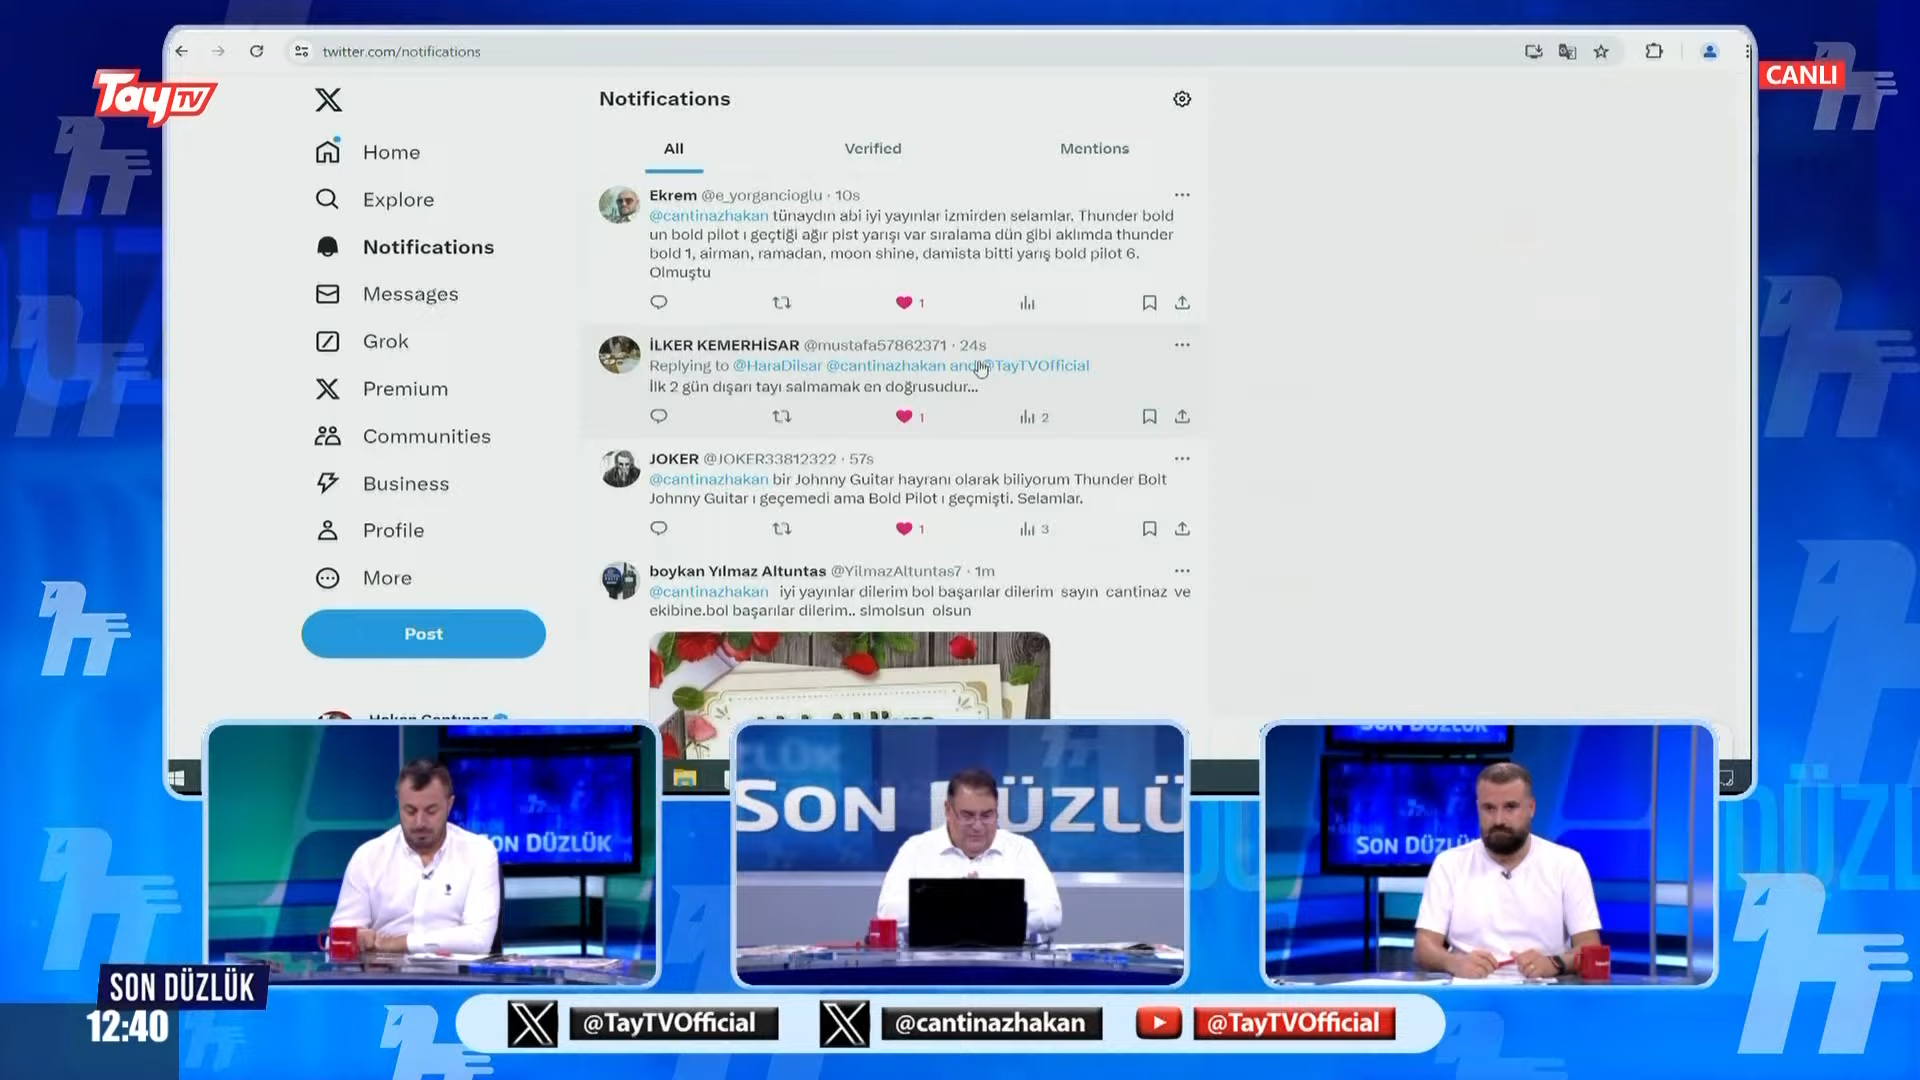 twitter.com/notifications
Tay TV
CANLI
Notifications
All
Verified
Mentions
Home
Explore
Notifications
Messages
Grok
Premium
Communities
Business
Profile
More
Post
Ekrem @e_yorgancioglu · 10s
@cantinazhakan tünaydın abi iyi yayınlar izmirden selamlar. Thunder bold
un bold pilot ı geçtiği ağır pist yarışı var sıralama dün gibi aklımda thunder
bold 1, airman, ramadan, moon shine, damista bitti yarış bold pilot 6.
Olmuştu
1
İLKER KEMERHİSAR @mustafa57862371 · 24s
Replying to @HaraDilsar @cantinazhakan and @TayTVOfficial
İlk 2 gün dışarı tayı salmamak en doğrusudur...
1
2
JOKER @JOKER33812322 · 57s
@cantinazhakan bir Johnny Guitar hayranı olarak biliyorum Thunder Bolt
Johnny Guitar ı geçemedi ama Bold Pilot ı geçmişti. Selamlar.
1
3
boykan Yılmaz Altuntas @YilmazAltuntas7 · 1m
@cantinazhakan iyi yayınlar dilerim bol başarılar dilerim sayın cantinaz ve
ekibine.bol başarılar dilerim.. slmolsun olsun
Hakan Cantınaz
SON DÜZLÜK
SON DÜZLÜ
SON DÜZLÜ
SON DÜZLÜK
12:40
@TayTVOfficial
@cantinazhakan
@TayTVOfficial